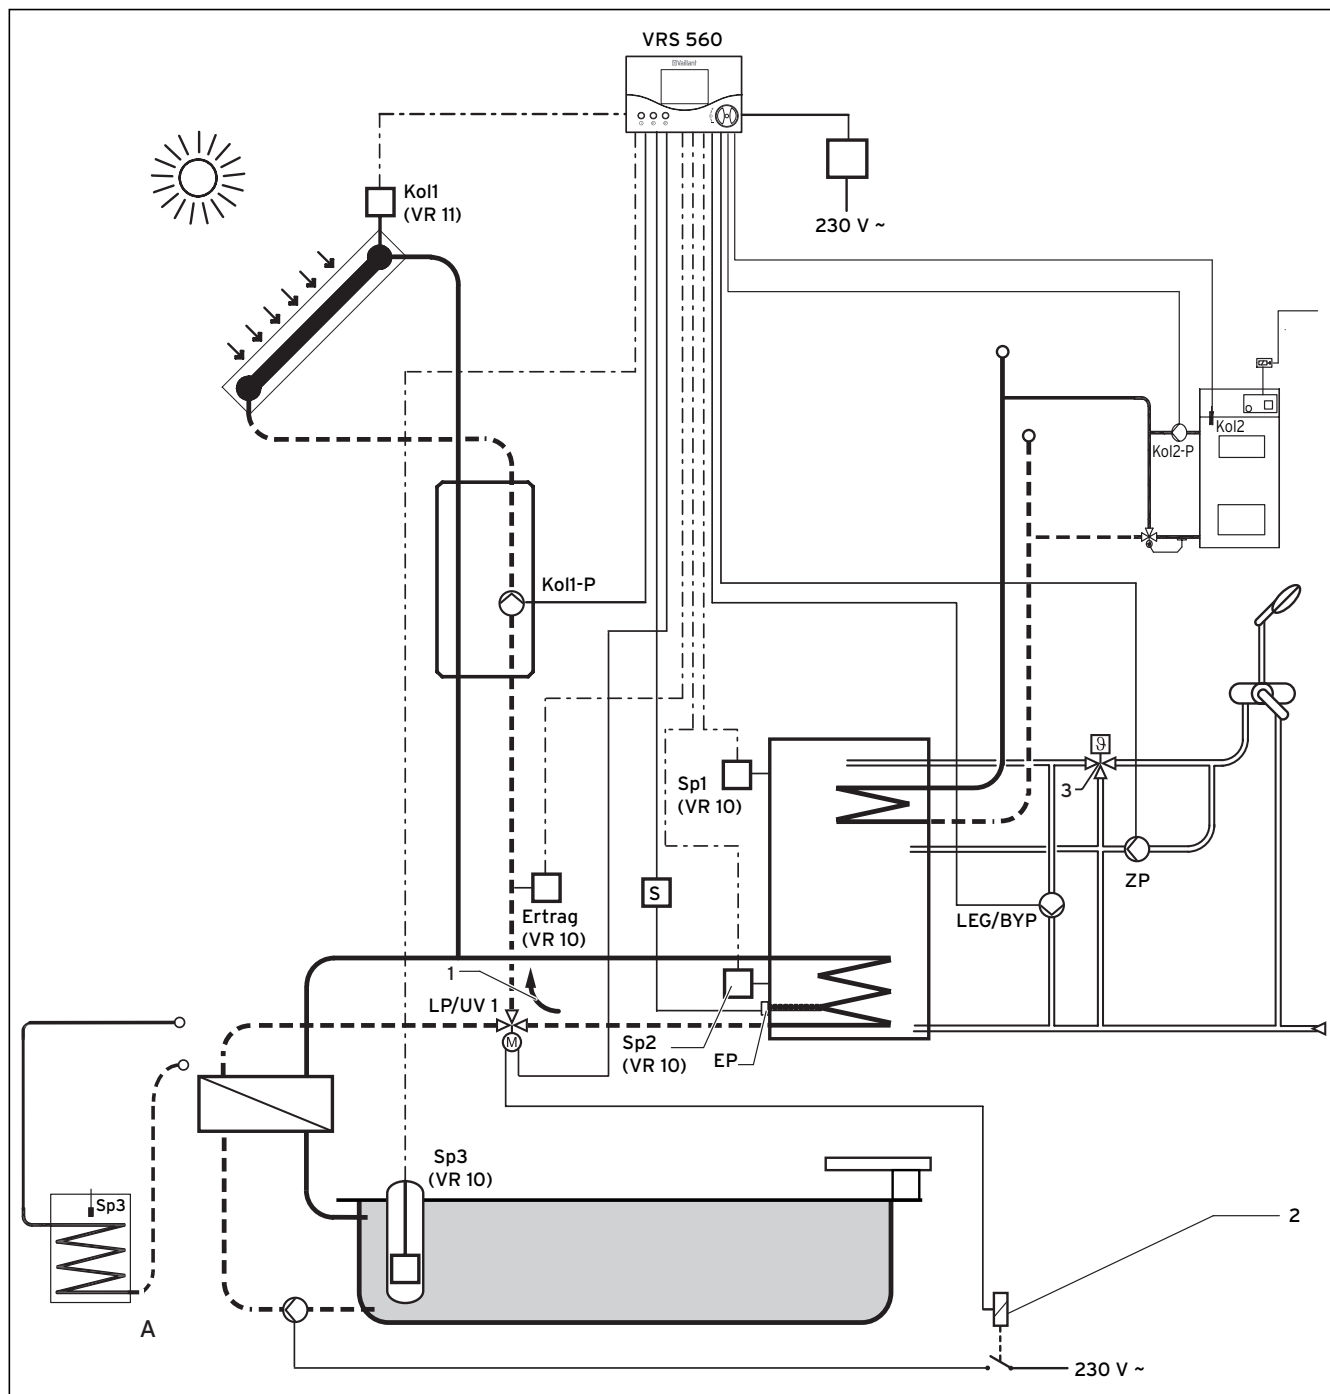 VRS 560
Vaillant
Kol1
(VR 11)
230 V ~
Kol2
Kol2-P
Kol1-P
Sp1
(VR 10)
ϑ
3
ZP
S
Ertrag
(VR 10)
LEG/BYP
1
LP/UV 1
M
Sp2
(VR 10)
EP
Sp3
(VR 10)
Sp3
A
2
230 V ~